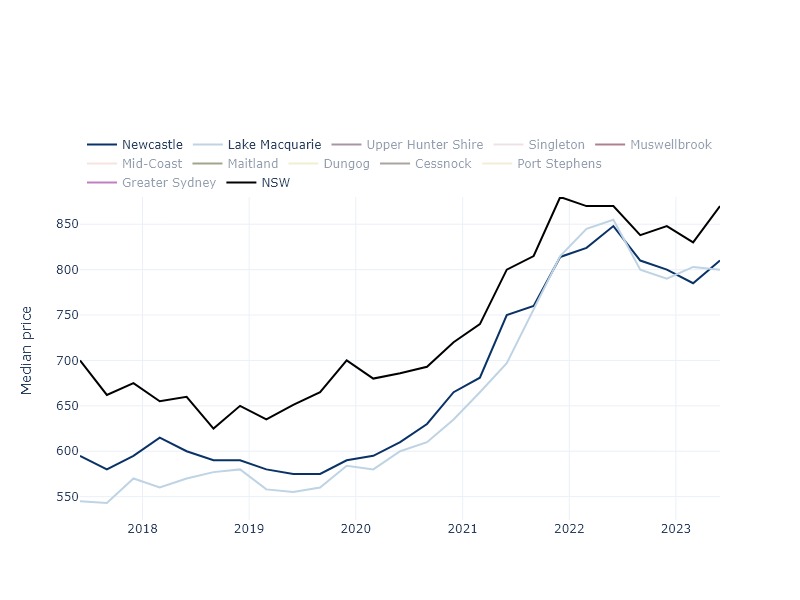 Newcastle Lake Macquarie Upper Hunter Shire Singleton Muswellbrook
Mid-Coast Maitland Dungog Cessnock Port Stephens
Greater Sydney NSW
Median price
850
800
750
700
650
600
550
2018 2019 2020 2021 2022 2023